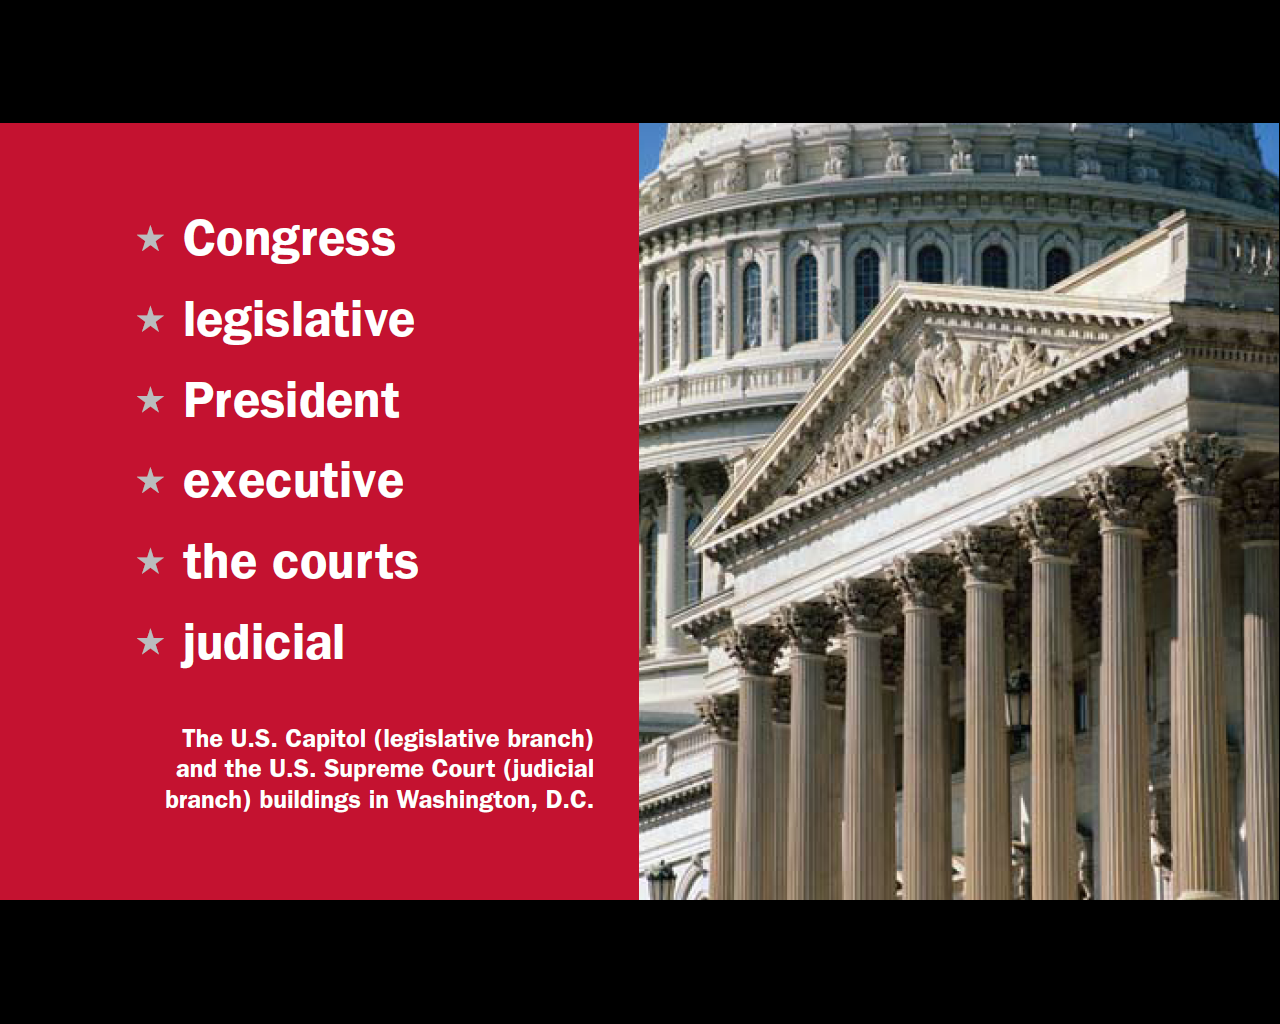 Congress
legislative
President
executive
the courts
judicial
The U.S. Capitol (legislative branch)
and the U.S. Supreme Court (judicial
branch) buildings in Washington, D.C.